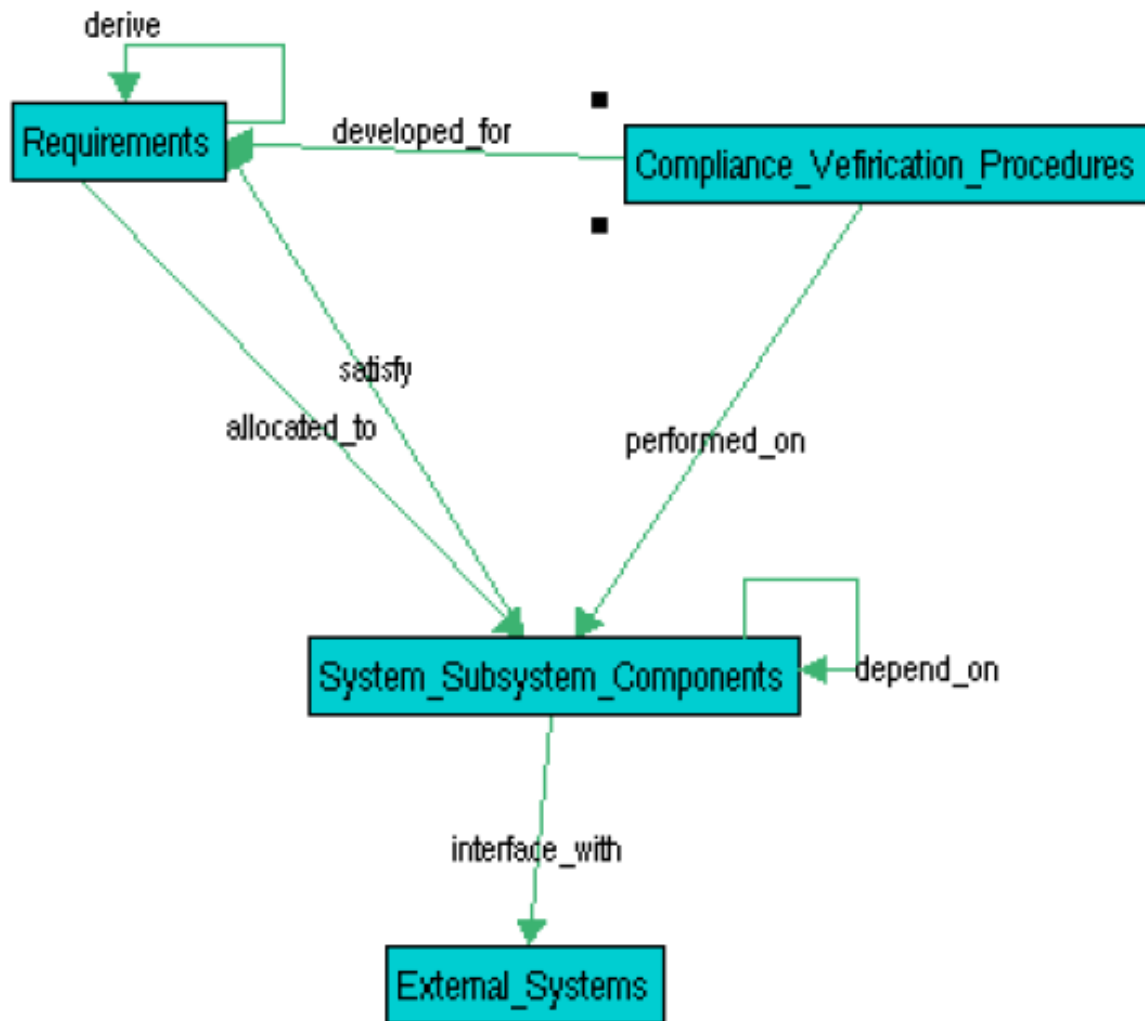 derive
Requirements
developed_for
Compliance_Vefirication_Procedures
satisfy
allocated_to
performed_on
System_Subsystem_Components
depend_on
interface_with
External_Systems